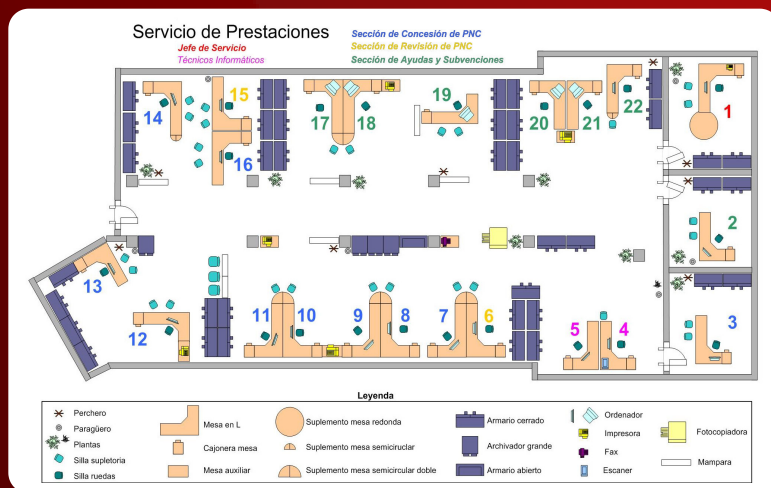 Servicio de Prestaciones
Jefe de Servicio
Técnicos Informáticos
Sección de Concesión de PNC
Sección de Revisión de PNC
Sección de Ayudas y Subvenciones
14
15
16
17
18
19
20
21
22
1
2
3
13
12
11
10
9
8
7
6
5
4
Leyenda
Perchero
Paragüero
Plantas
Silla supletoria
Silla ruedas
Mesa en L
Cajonera mesa
Mesa auxiliar
Suplemento mesa redonda
Suplemento mesa semicircular
Suplemento mesa semicircular doble
Armario cerrado
Archivador grande
Armario abierto
Ordenador
Impresora
Fax
Escaner
Fotocopiadora
Mampara